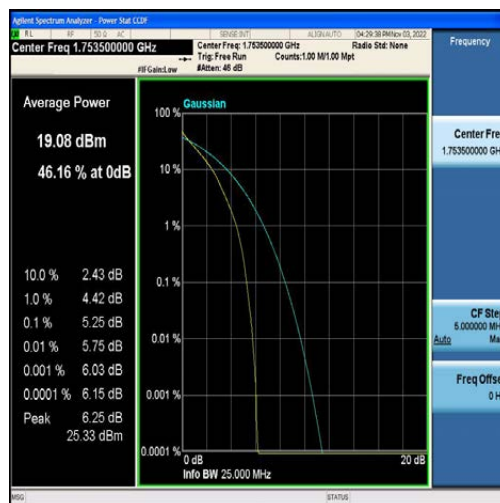 Agilent Spectrum Analyzer - Power Stat CCDF
RL RF 50 Ω AC SENSE:INT ALIGN AUTO 04:29:38 PM Nov 03, 2022
Center Freq 1.753500000 GHz
Center Freq: 1.753500000 GHz Radio Std: None
Trig: Free Run Counts:1.00 M/1.00 Mpt
#IFGain:Low #Atten: 46 dB
Frequency
Average Power
19.08 dBm
46.16 % at 0dB
10.0 % 2.43 dB
1.0 % 4.42 dB
0.1 % 5.25 dB
0.01 % 5.75 dB
0.001 % 6.03 dB
0.0001 % 6.15 dB
Peak 6.25 dB
25.33 dBm
Gaussian
100 %
10 %
1 %
0.1 %
0.01 %
0.001 %
0.0001 %
0 dB 20 dB
Info BW 25.000 MHz
Center Fre
1.753500000 GH
CF Ste
5.000000 MH
Auto Ma
Freq Offse
0 H
MSG STATUS